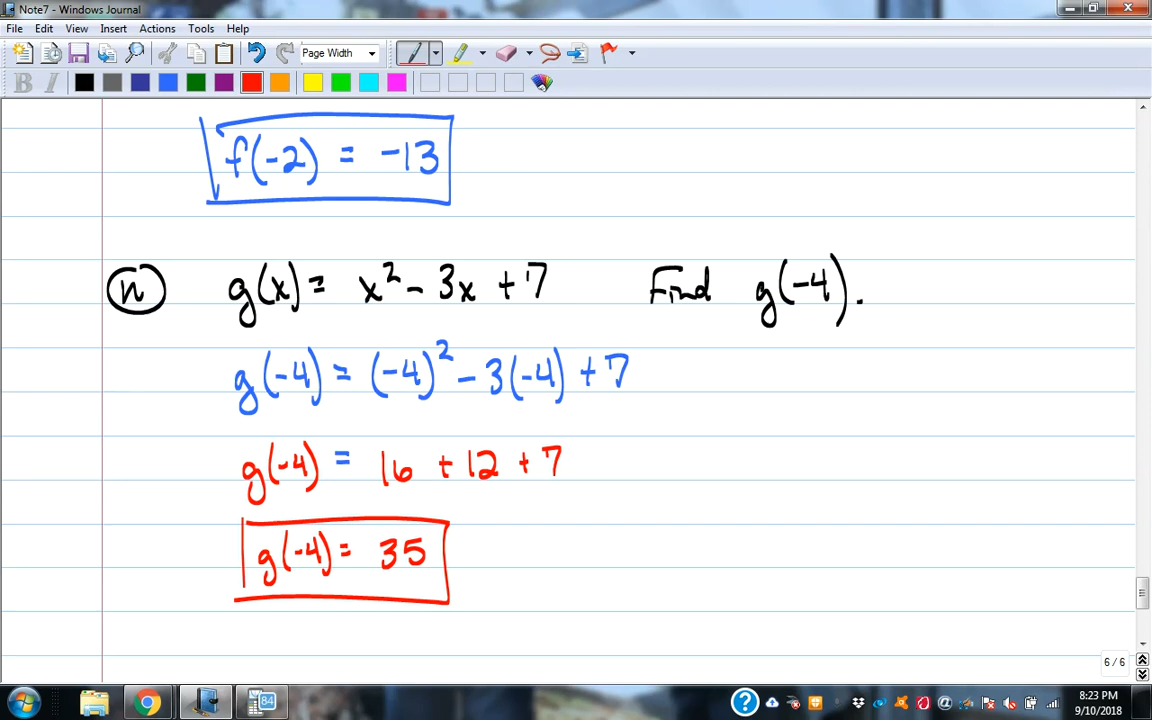 Note7 - Windows Journal
File Edit View Insert Actions Tools Help
Page Width
B I
f(-2) = -13
n g(x) = x² - 3x + 7 Find g(-4).
g(-4) = (-4)² - 3(-4) + 7
g(-4) = 16 + 12 + 7
g(-4) = 35
6 / 6
84
8:23 PM
9/10/2018